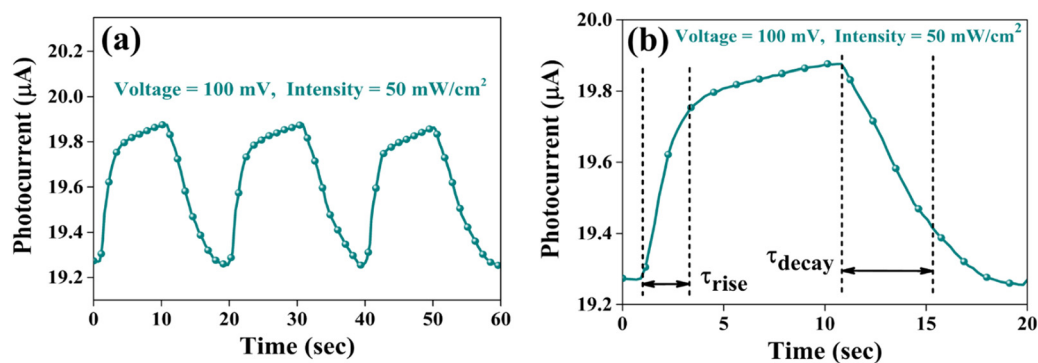 (a)
Voltage = 100 mV, Intensity = 50 mW/cm²
Photocurrent (μA)
20.2
20.0
19.8
19.6
19.4
19.2
0 10 20 30 40 50 60
Time (sec)
(b)
Voltage = 100 mV, Intensity = 50 mW/cm²
Photocurrent (μA)
20.0
19.8
19.6
19.4
19.2
τrise
τdecay
0 5 10 15 20
Time (sec)